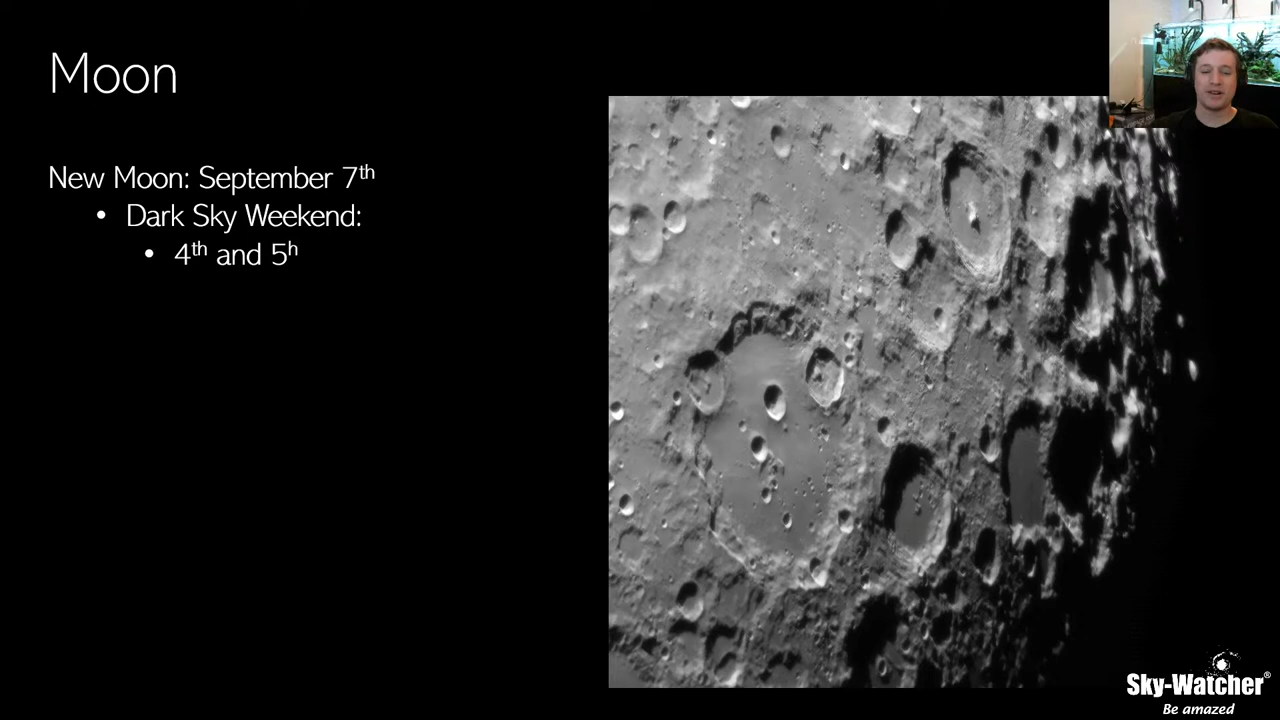 Moon
New Moon: September 7th
• Dark Sky Weekend:
• 4th and 5h
Sky-Watcher®
Be amazed